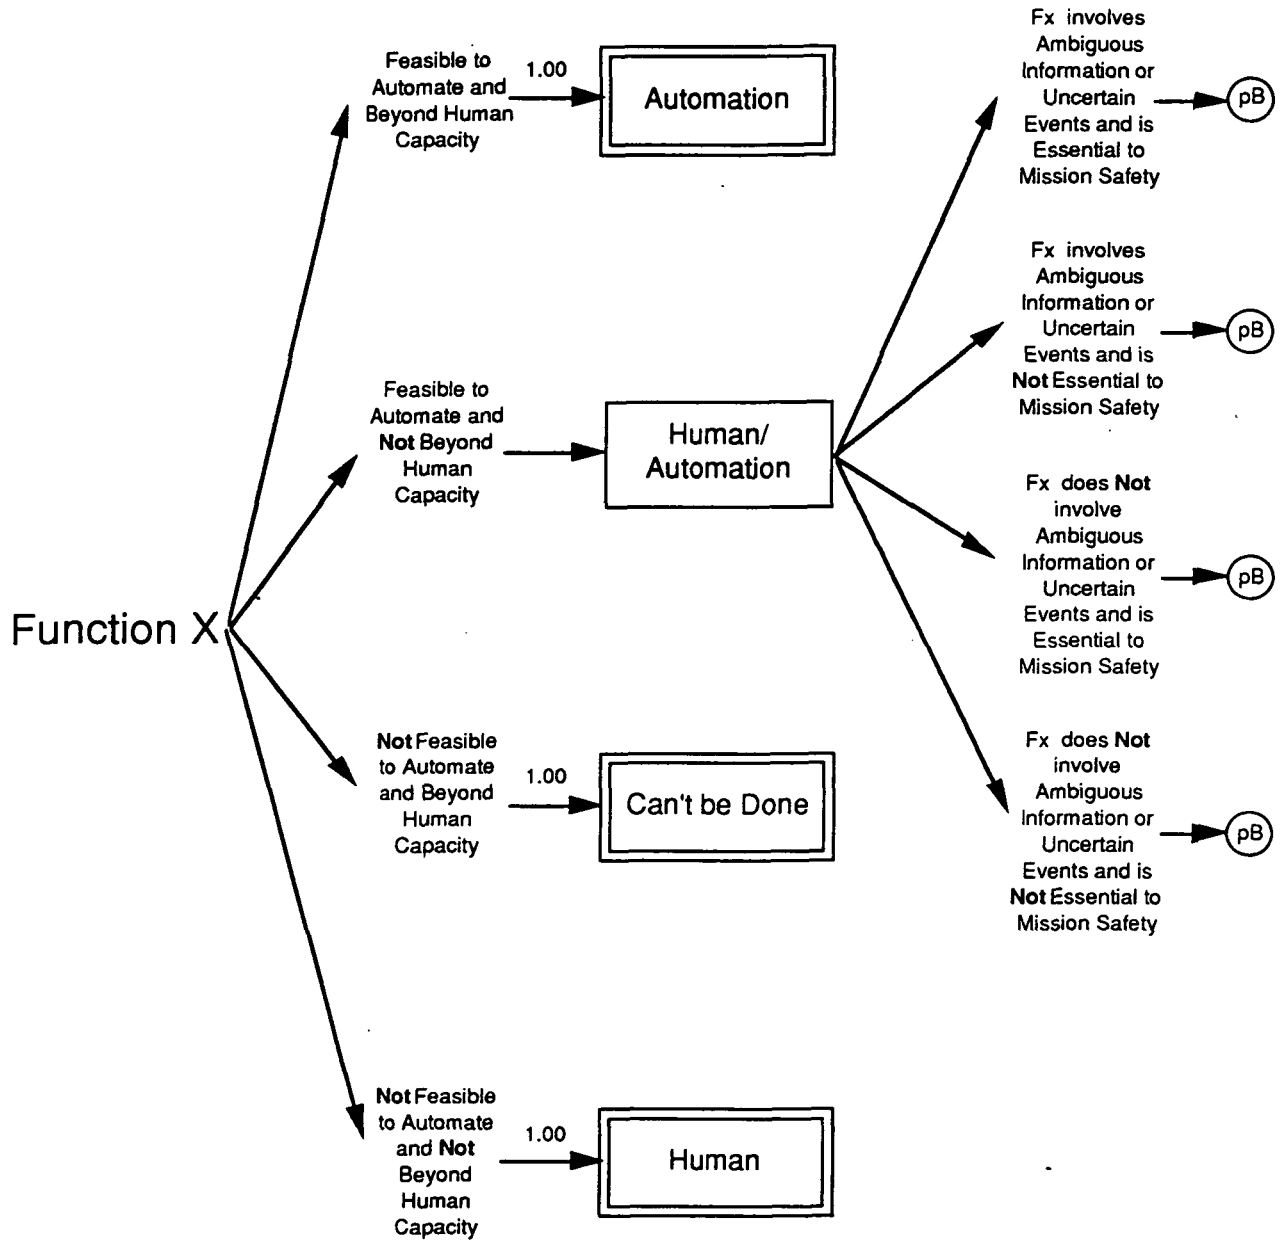 Function X
Feasible to
Automate and
Beyond Human
Capacity
1.00
Automation
Feasible to
Automate and
Not Beyond
Human
Capacity
Human/
Automation
Not Feasible
to Automate
and Beyond
Human
Capacity
1.00
Can't be Done
Not Feasible
to Automate
and Not
Beyond
Human
Capacity
1.00
Human
Fx involves
Ambiguous
Information or
Uncertain
Events and is
Essential to
Mission Safety
pB
Fx involves
Ambiguous
Information or
Uncertain
Events and is
Not Essential to
Mission Safety
pB
Fx does Not
involve
Ambiguous
Information or
Uncertain
Events and is
Essential to
Mission Safety
pB
Fx does Not
involve
Ambiguous
Information or
Uncertain
Events and is
Not Essential to
Mission Safety
pB